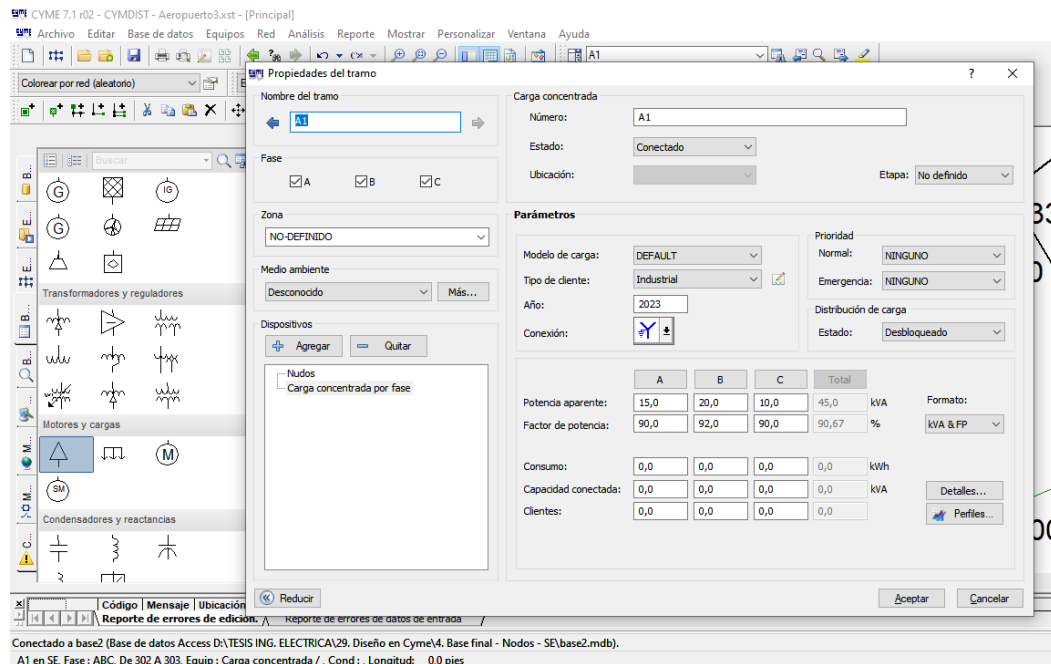 CYME 7.1 r02 - CYMDIST - Aeropuerto3.xst - [Principal]
Archivo Editar Base de datos Equipos Red Análisis Reporte Mostrar Personalizar Ventana Ayuda
A1
Colorear por red (aleatorio)
Propiedades del tramo
? X
Nombre del tramo
A1
Fase
A B C
Zona
NO-DEFINIDO
Medio ambiente
Desconocido
Más...
Dispositivos
Agregar
Quitar
Nudos
Carga concentrada por fase
Carga concentrada
Número: A1
Estado: Conectado
Ubicación:
Etapa: No definido
Parámetros
Modelo de carga: DEFAULT
Tipo de cliente: Industrial
Año: 2023
Conexión:
Prioridad
Normal: NINGUNO
Emergencia: NINGUNO
Distribución de carga
Estado: Desbloqueado
A B C Total
Potencia aparente: 15,0 20,0 10,0 45,0 kVA
Factor de potencia: 90,0 92,0 90,0 90,67 %
Formato:
kVA & FP
Consumo: 0,0 0,0 0,0 0,0 kWh
Capacidad conectada: 0,0 0,0 0,0 0,0 kVA
Clientes: 0,0 0,0 0,0 0,0
Detalles...
Perfiles...
Reducir
Aceptar
Cancelar
Buscar
G
IG
G
Transformadores y reguladores
Motores y cargas
M
SM
Condensadores y reactancias
B...
E...
E...
B...
B...
M...
M...
C...
Código Mensaje Ubicación
Reporte de errores de edición.
Reporte de errores de datos de entrada
Conectado a base2 (Base de datos Access D:\TESIS ING. ELECTRICA\29. Diseño en Cyme\4. Base final - Nodos - SE\base2.mdb).
A1 en SE, Fase : ABC, De 302 A 303, Equip : Carga concentrada / , Cond : , Longitud: 0.0 pies